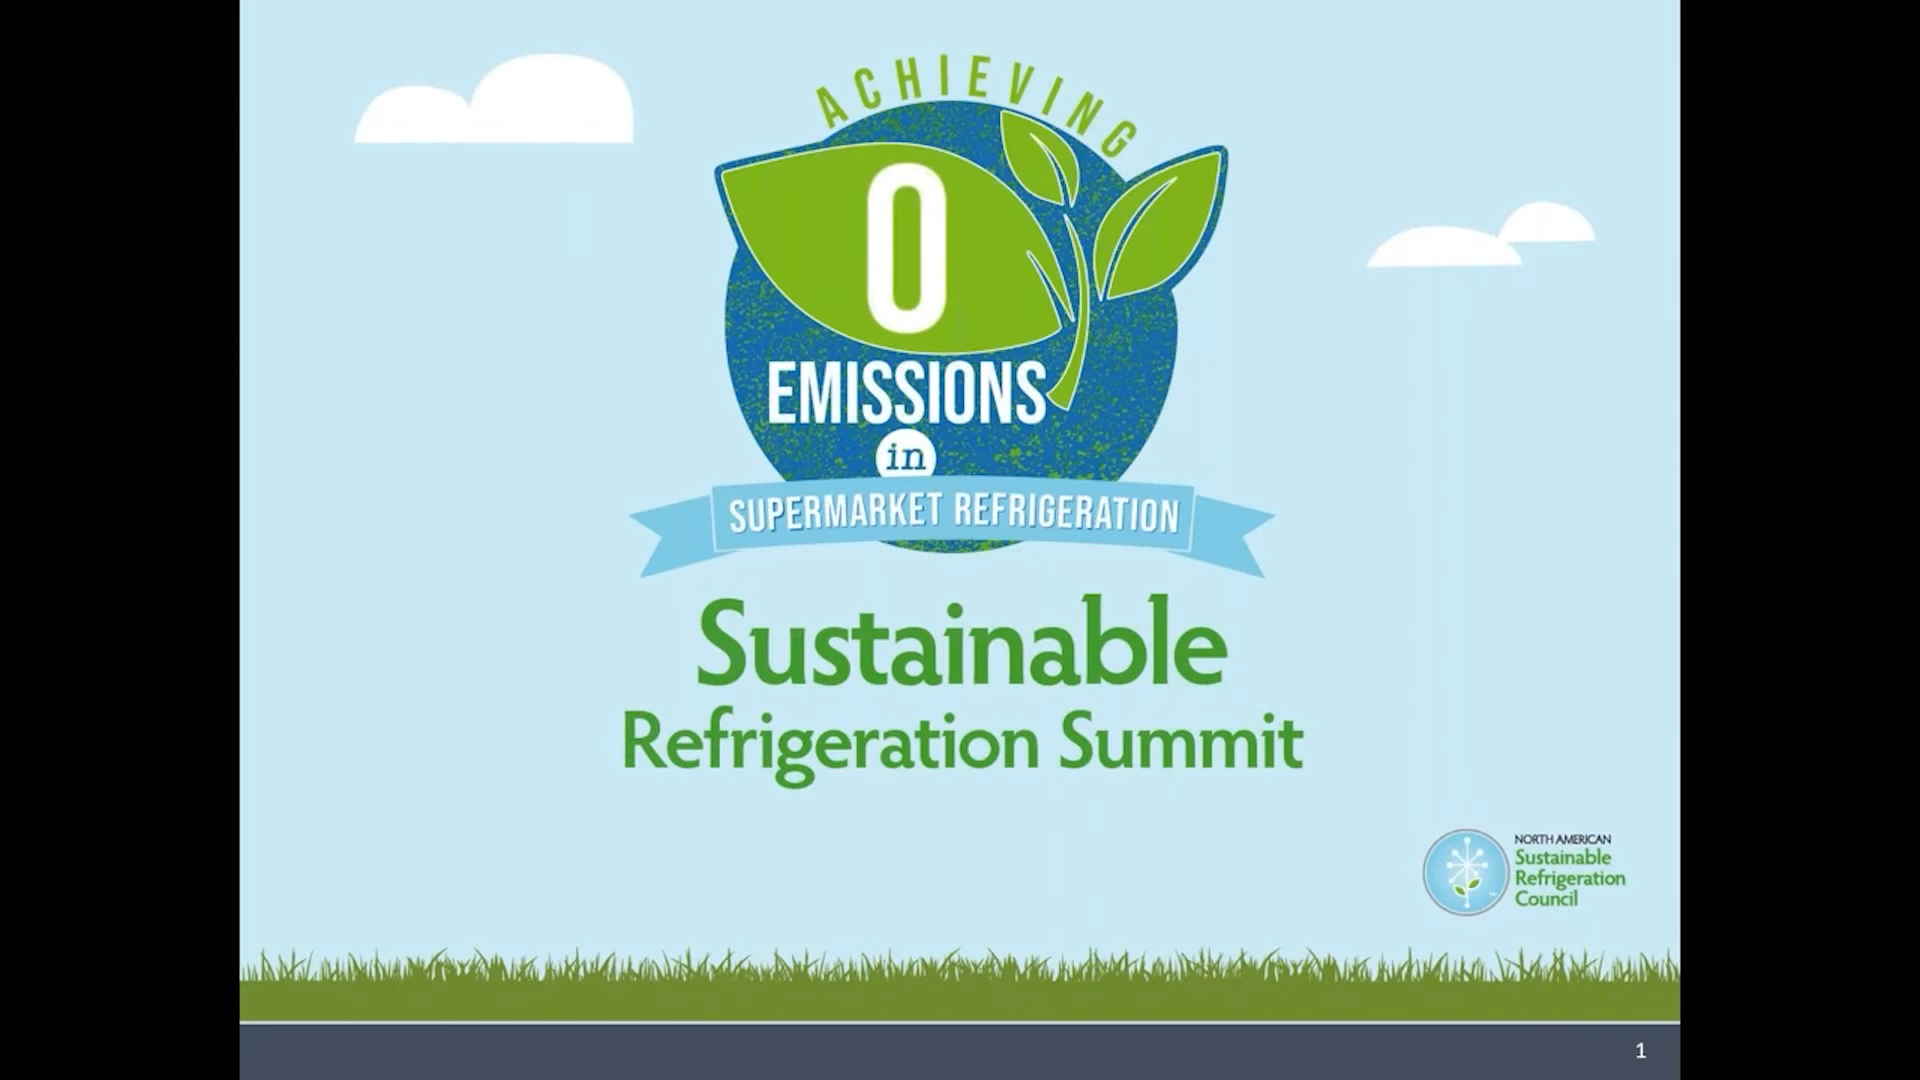 ACHIEVING
0
EMISSIONS
in
SUPERMARKET REFRIGERATION
Sustainable
Refrigeration Summit
NORTH AMERICAN
Sustainable
Refrigeration
Council
1